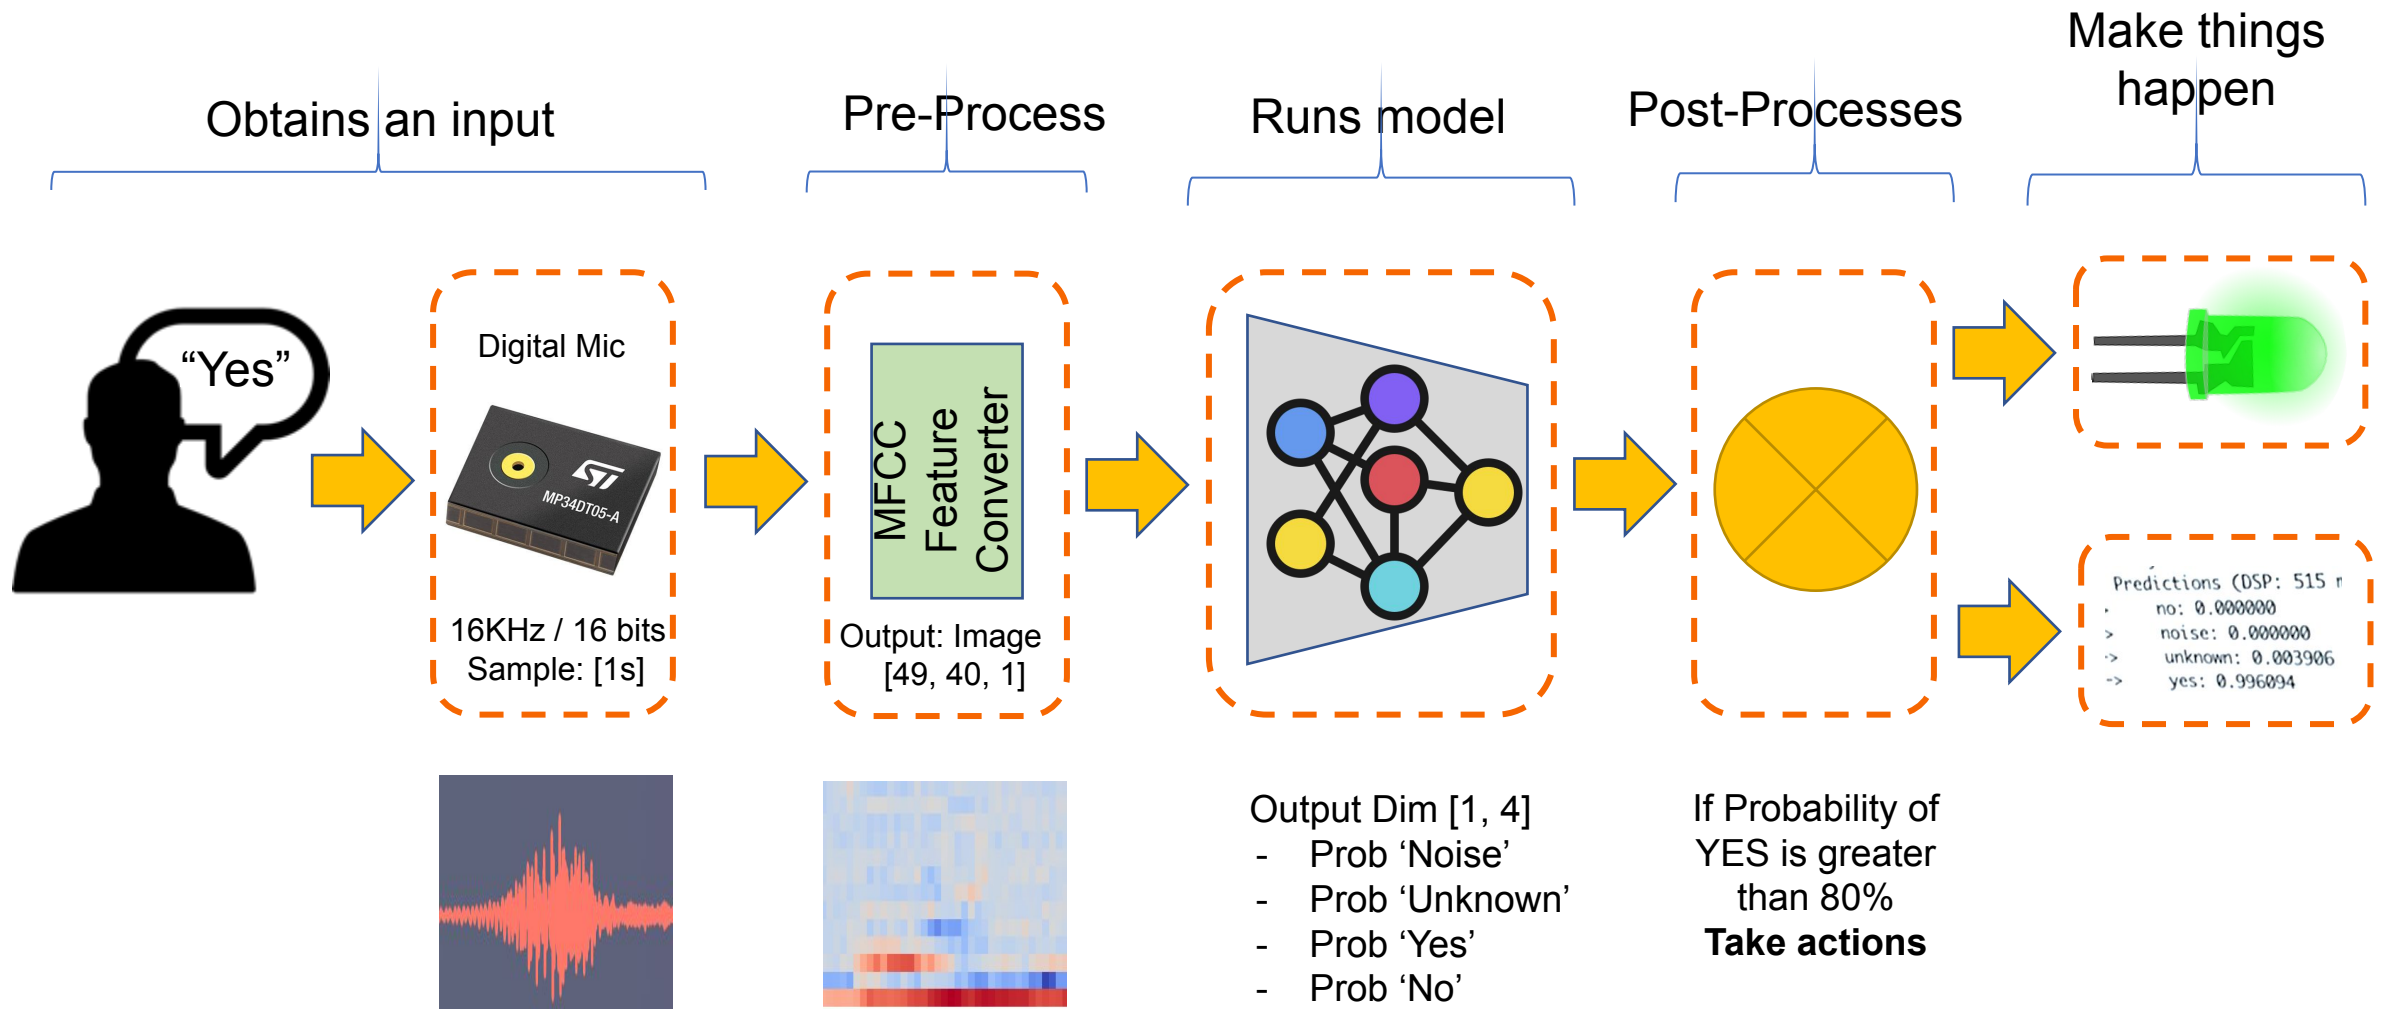 Obtains an input
Pre-Process
Runs model
Post-Processes
Make things
happen
“Yes”
Digital Mic
ST
MP34DT05-A
16KHz / 16 bits
Sample: [1s]
MFCC
Feature
Converter
Output: Image
[49, 40, 1]
Predictions (DSP: 515
no: 0.000000
> noise: 0.000000
-> unknown: 0.003906
-> yes: 0.996094
Output Dim [1, 4]
- Prob ‘Noise’
- Prob ‘Unknown’
- Prob ‘Yes’
- Prob ‘No’
If Probability of
YES is greater
than 80%
Take actions